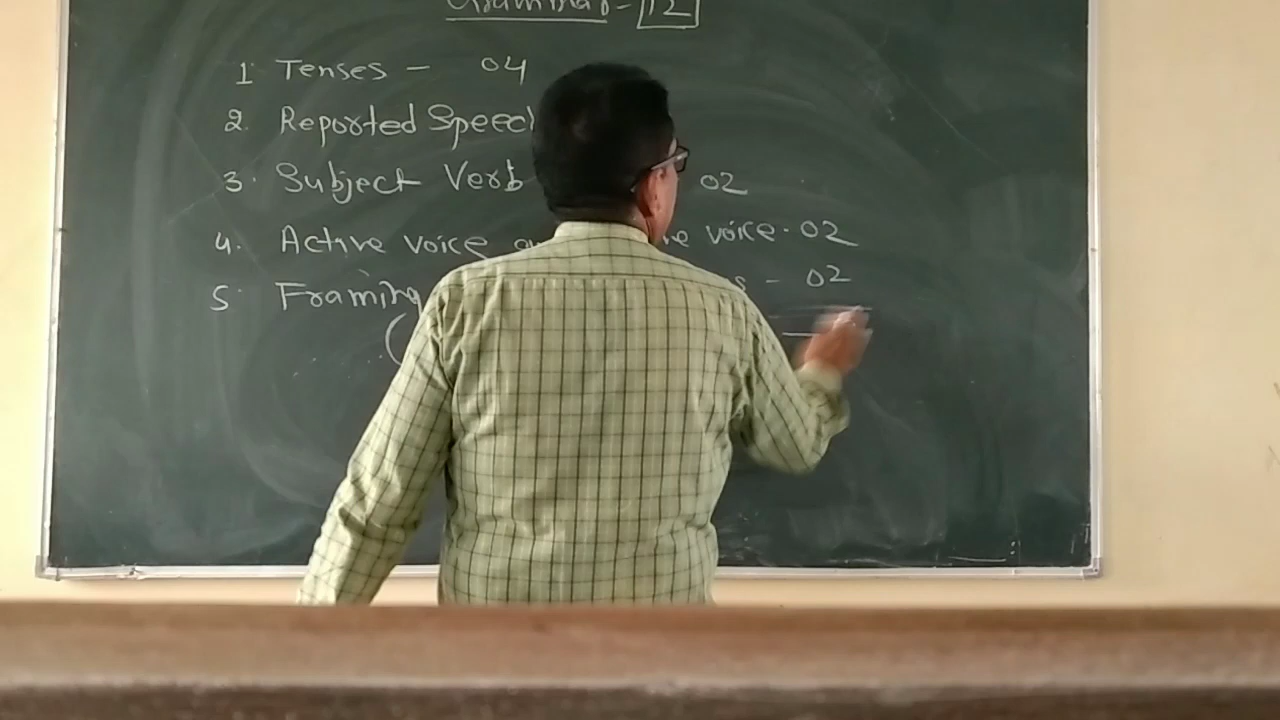 Grammar - 12
1. Tenses - 04
2. Reported Speech
3. Subject Verb 02
4. Active voice voice. 02
5. Framing - 02